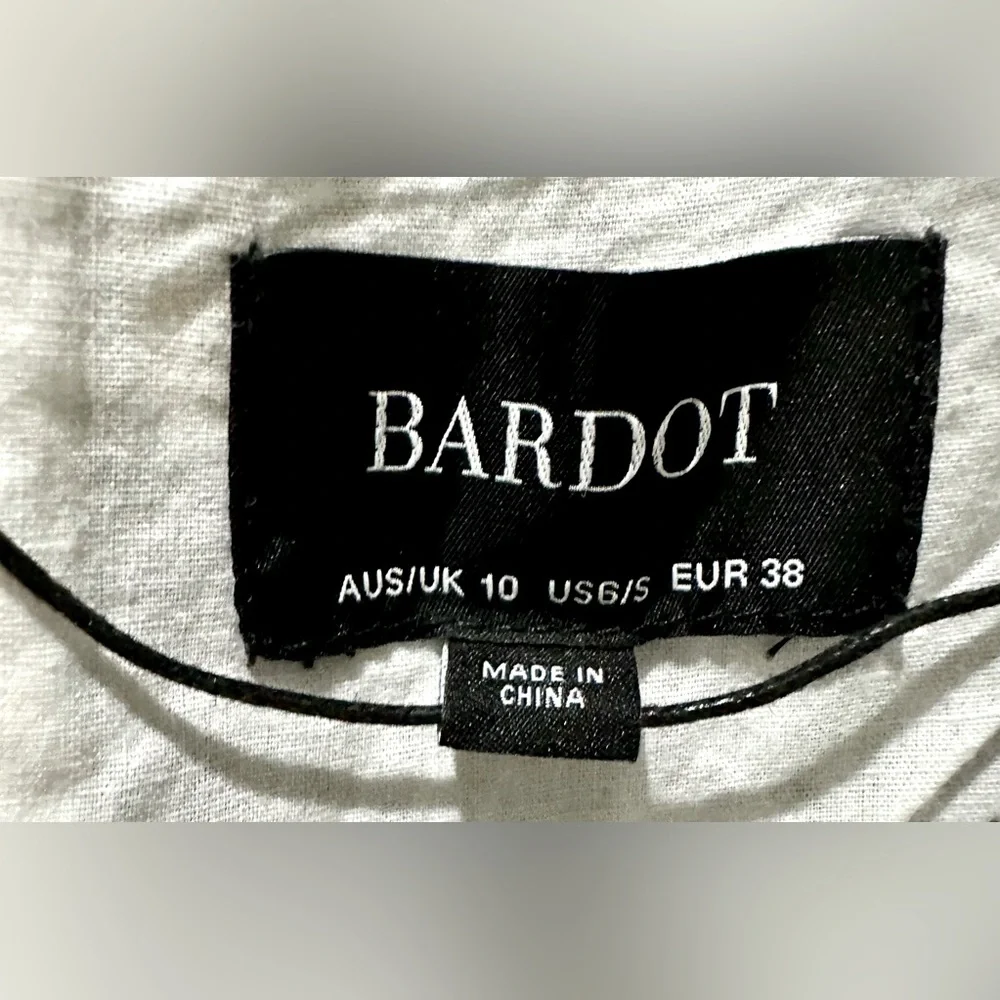 BARDOT
AUS/UK 10 US6/S EUR 38
MADE IN
CHINA